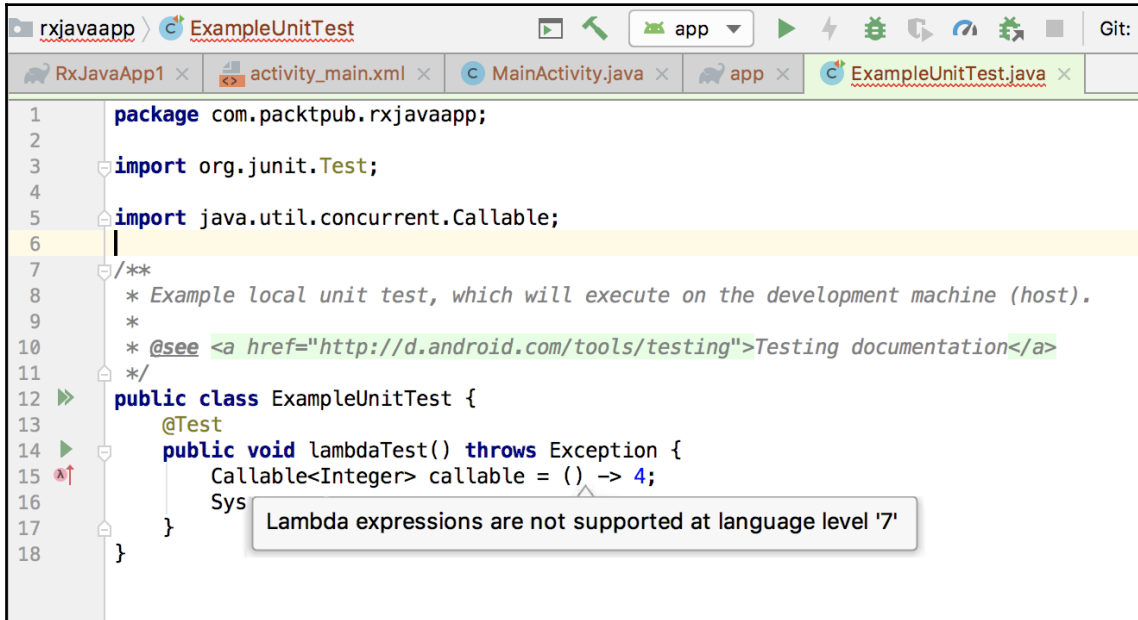 rxjavaapp ExampleUnitTest app Git:
RxJavaApp1 activity_main.xml MainActivity.java app ExampleUnitTest.java
1 package com.packtpub.rxjavaapp;
2
3 import org.junit.Test;
4
5 import java.util.concurrent.Callable;
6
7 /**
8 * Example local unit test, which will execute on the development machine (host).
9 *
10 * @see <a href="http://d.android.com/tools/testing">Testing documentation</a>
11 */
12 public class ExampleUnitTest {
13 @Test
14 public void lambdaTest() throws Exception {
15 Callable<Integer> callable = () -> 4;
16 Sys
Lambda expressions are not supported at language level '7'
17 }
18 }